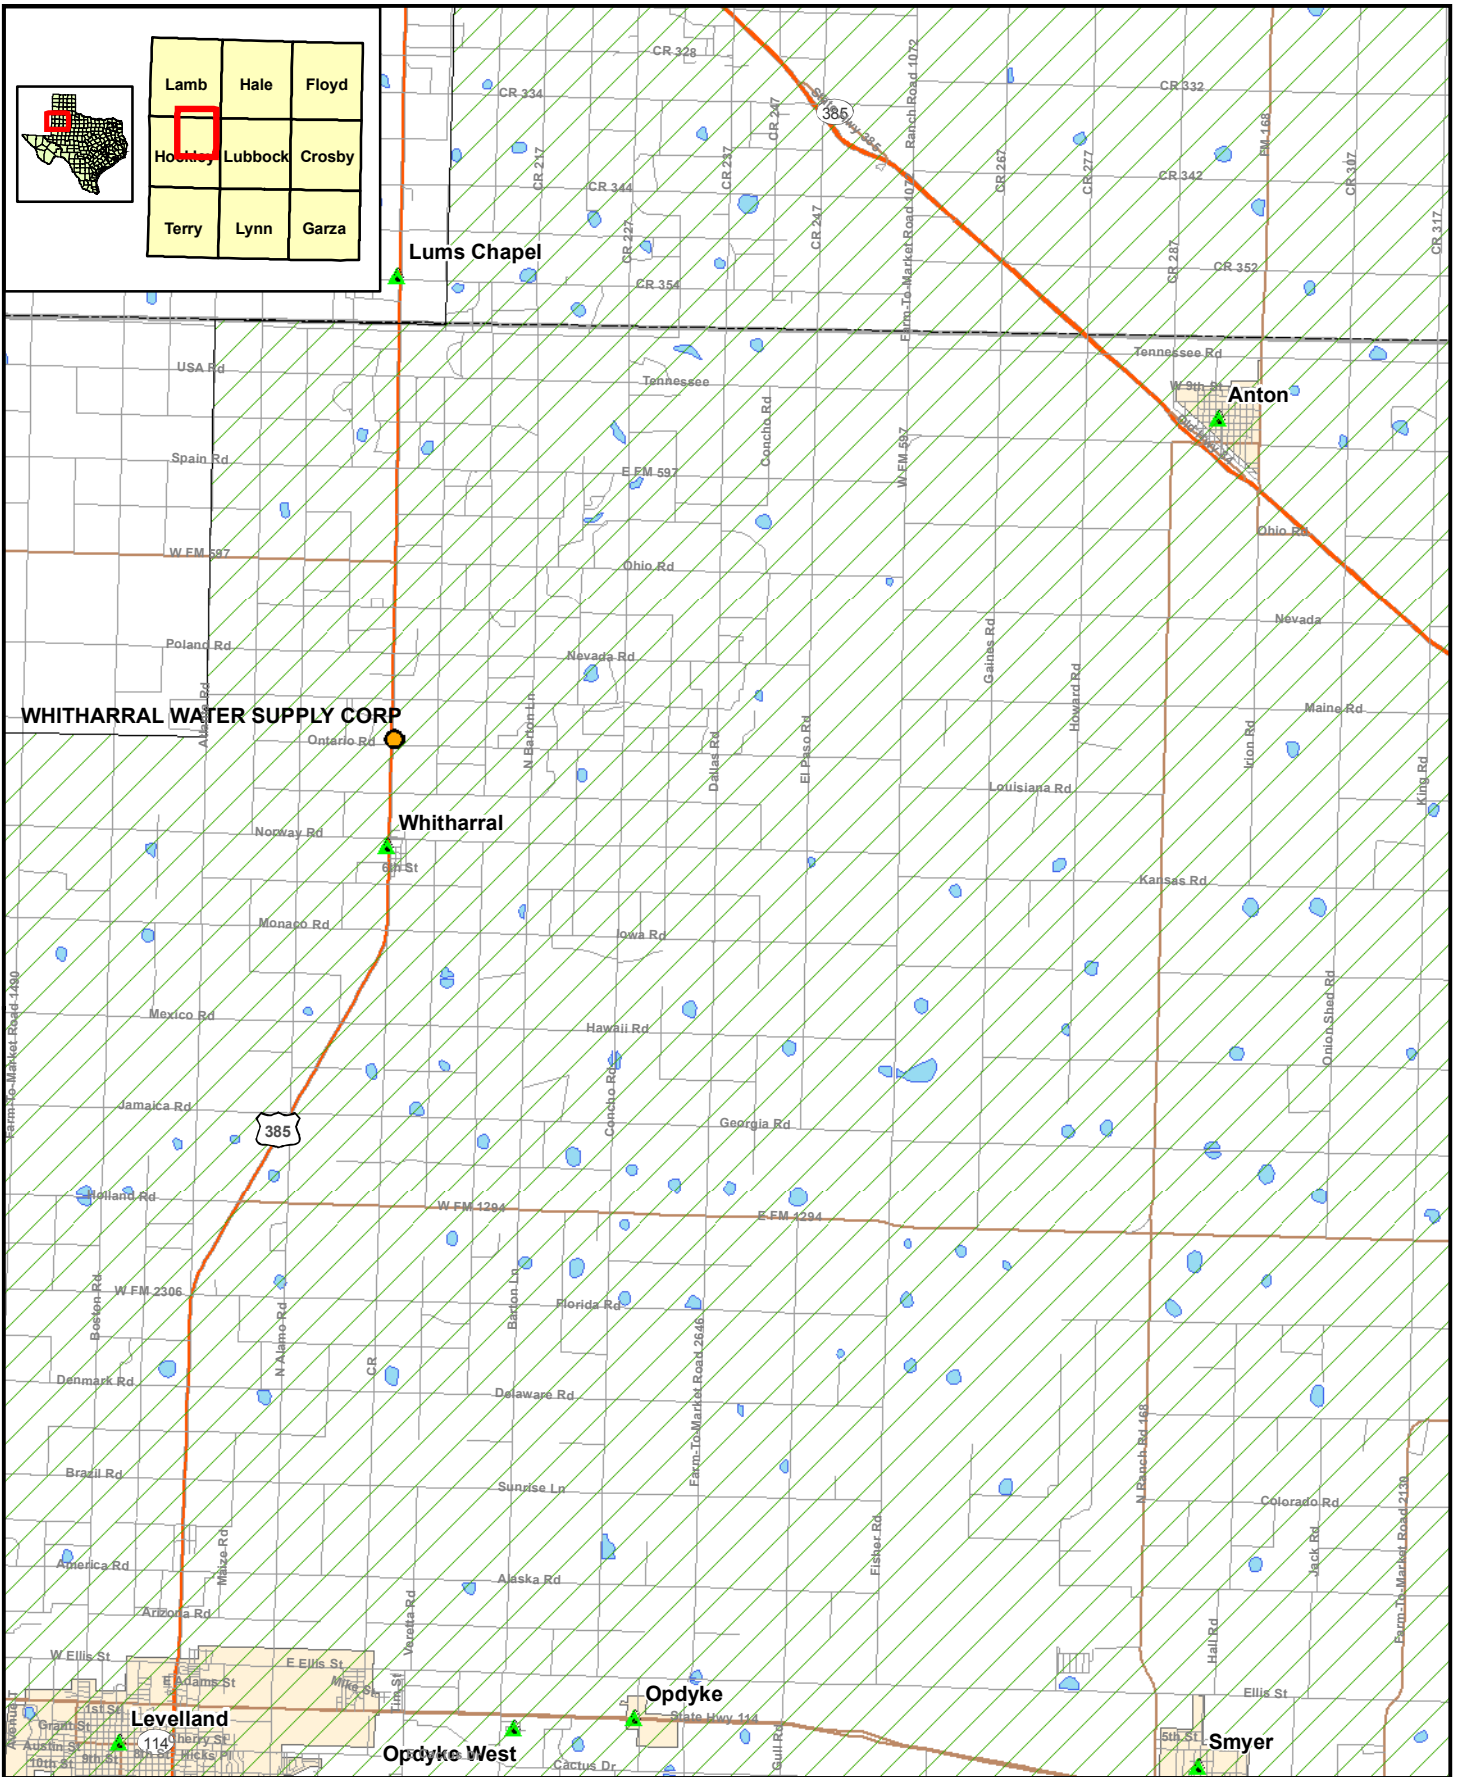 Lamb
Hale
Floyd
Hockley
Lubbock
Crosby
Terry
Lynn
Garza
CR 328
CR 334
CR 332
385
State Hwy 385
Ranch Road 1072
FM 168
CR 217
CR 237
CR 247
CR 267
CR 277
CR 342
CR 307
CR 344
CR 227
CR 247
Farm-To-Market Road 1072
CR 287
CR 317
Lums Chapel
CR 354
CR 352
USA Rd
Tennessee
Tennessee Rd
W 9th St
Anton
Concho Rd
W FM 597
Spain Rd
E FM 597
Ohio Rd
W FM 597
Ohio Rd
Poland Rd
Nevada Rd
Nevada
Gaines Rd
Howard Rd
WHITHARRAL WATER SUPPLY CORP
Ontario Rd
N Barton Ln
Dallas Rd
El Paso Rd
Maine Rd
Irion Rd
King Rd
Louisiana Rd
Whitharral
Norway Rd
6th St
Kansas Rd
Monaco Rd
Iowa Rd
Farm-To-Market Road 1490
Mexico Rd
Hawaii Rd
Onion Shed Rd
Jamaica Rd
385
Concho Rd
Georgia Rd
Holland Rd
W FM 1294
E FM 1294
Boston Rd
W FM 2306
N Alamo Rd
Barton Ln
Florida Rd
CR
Denmark Rd
Delaware Rd
Farm-To-Market Road 2646
N Ranch Rd 168
Brazil Rd
Sunrise Ln
Colorado Rd
Farm-To-Market Road 2130
Maize Rd
America Rd
Alaska Rd
Fisher Rd
Jack Rd
Arizona Rd
Veretta Rd
Hall Rd
W Ellis St
E Ellis St
E Adams St
Mike St
Tim St
Ellis St
Opdyke
State Hwy 114
Avenue T
1st St
Levelland
Grant St
Austin St
114
Cherry St
9th St
8th St
Hicks Pl
10th St
Opdyke West
Cactus Dr
Gull Rd
5th St
Smyer